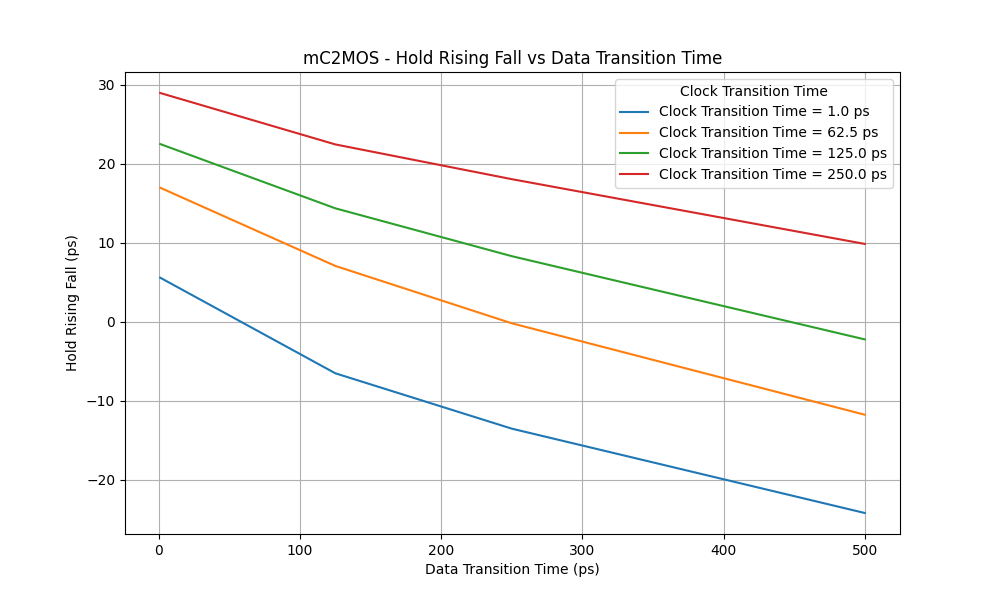 mC2MOS - Hold Rising Fall vs Data Transition Time
Clock Transition Time
Clock Transition Time = 1.0 ps
Clock Transition Time = 62.5 ps
Clock Transition Time = 125.0 ps
Clock Transition Time = 250.0 ps
Hold Rising Fall (ps)
30
20
10
0
−10
−20
0 100 200 300 400 500
Data Transition Time (ps)